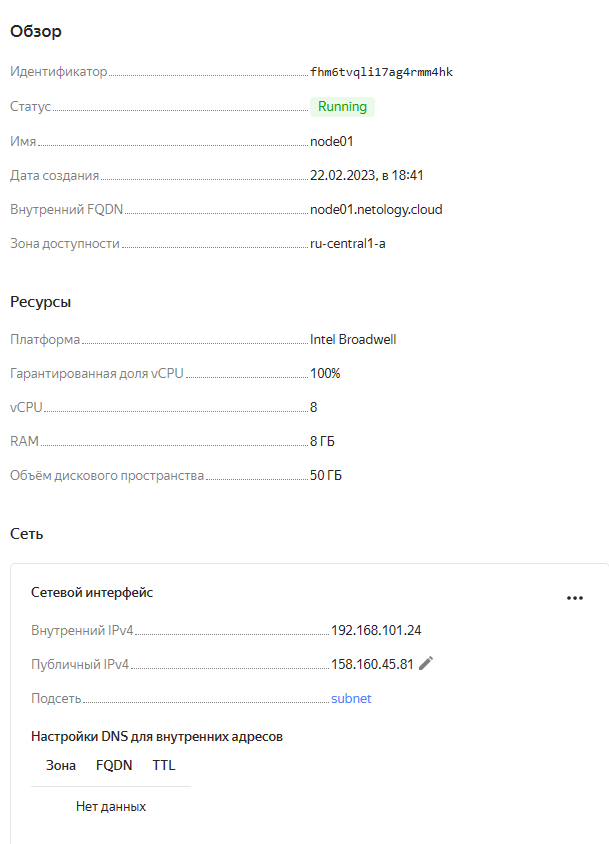 Обзор
Идентификатор fhm6tvqli17ag4rmm4hk
Статус Running
Имя node01
Дата создания 22.02.2023, в 18:41
Внутренний FQDN node01.netology.cloud
Зона доступности ru-central1-a
Ресурсы
Платформа Intel Broadwell
Гарантированная доля vCPU 100%
vCPU 8
RAM 8 ГБ
Объём дискового пространства 50 ГБ
Сеть
Сетевой интерфейс
Внутренний IPv4 192.168.101.24
Публичный IPv4 158.160.45.81
Подсеть subnet
Настройки DNS для внутренних адресов
Зона FQDN TTL
Нет данных